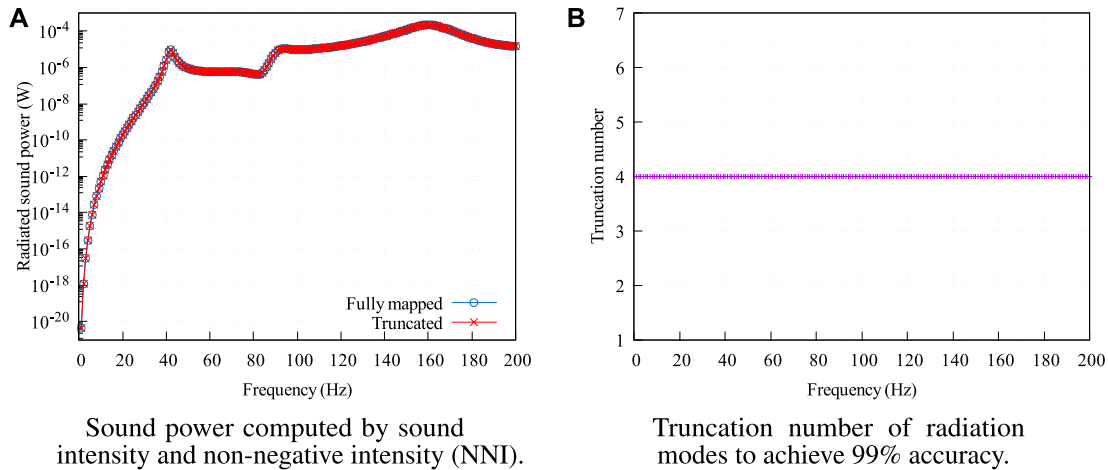 A
Radiated sound power (W)
10^-4
10^-6
10^-8
10^-10
10^-12
10^-14
10^-16
10^-18
10^-20
Fully mapped
Truncated
0 20 40 60 80 100 120 140 160 180 200
Frequency (Hz)
Sound power computed by sound
intensity and non-negative intensity (NNI).
B
Truncation number
7
6
5
4
3
2
1
0 20 40 60 80 100 120 140 160 180 200
Frequency (Hz)
Truncation number of radiation
modes to achieve 99% accuracy.